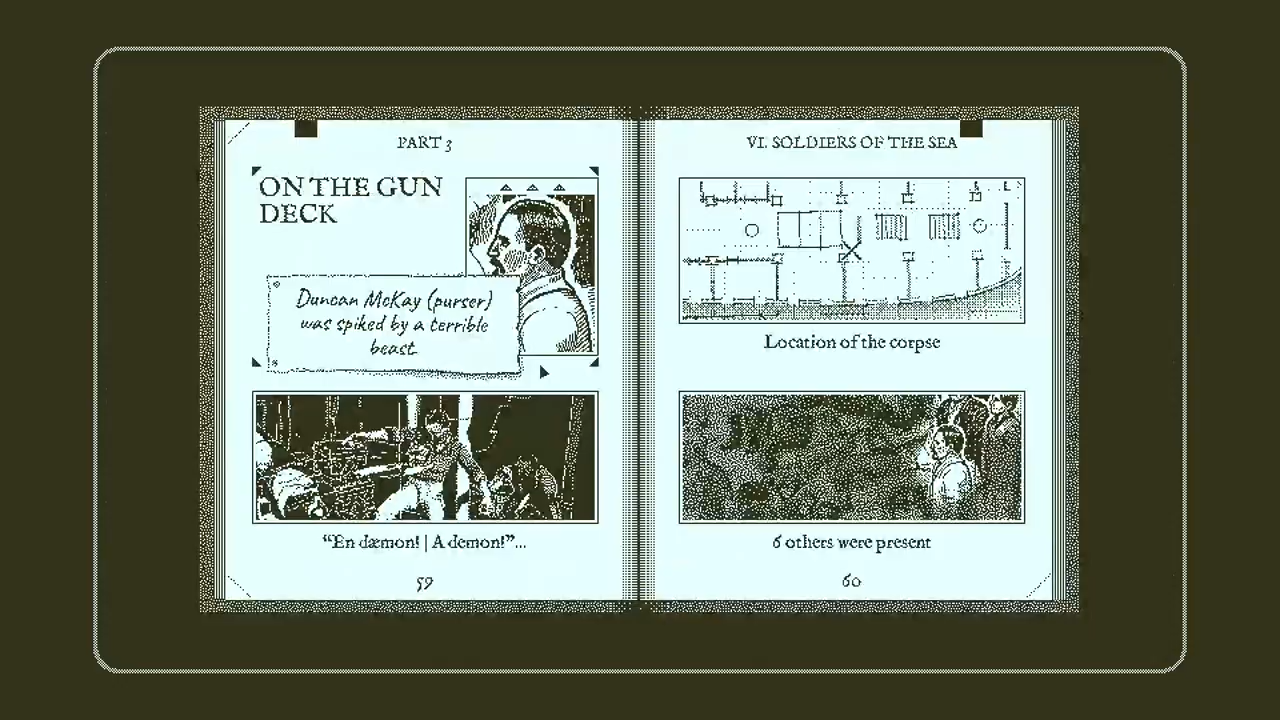 PART 3
ON THE GUN
DECK
Duncan McKay (purser)
was spiked by a terrible
beast.
“En dæmon! | A demon!”...
59
VI. SOLDIERS OF THE SEA
Location of the corpse
6 others were present
60